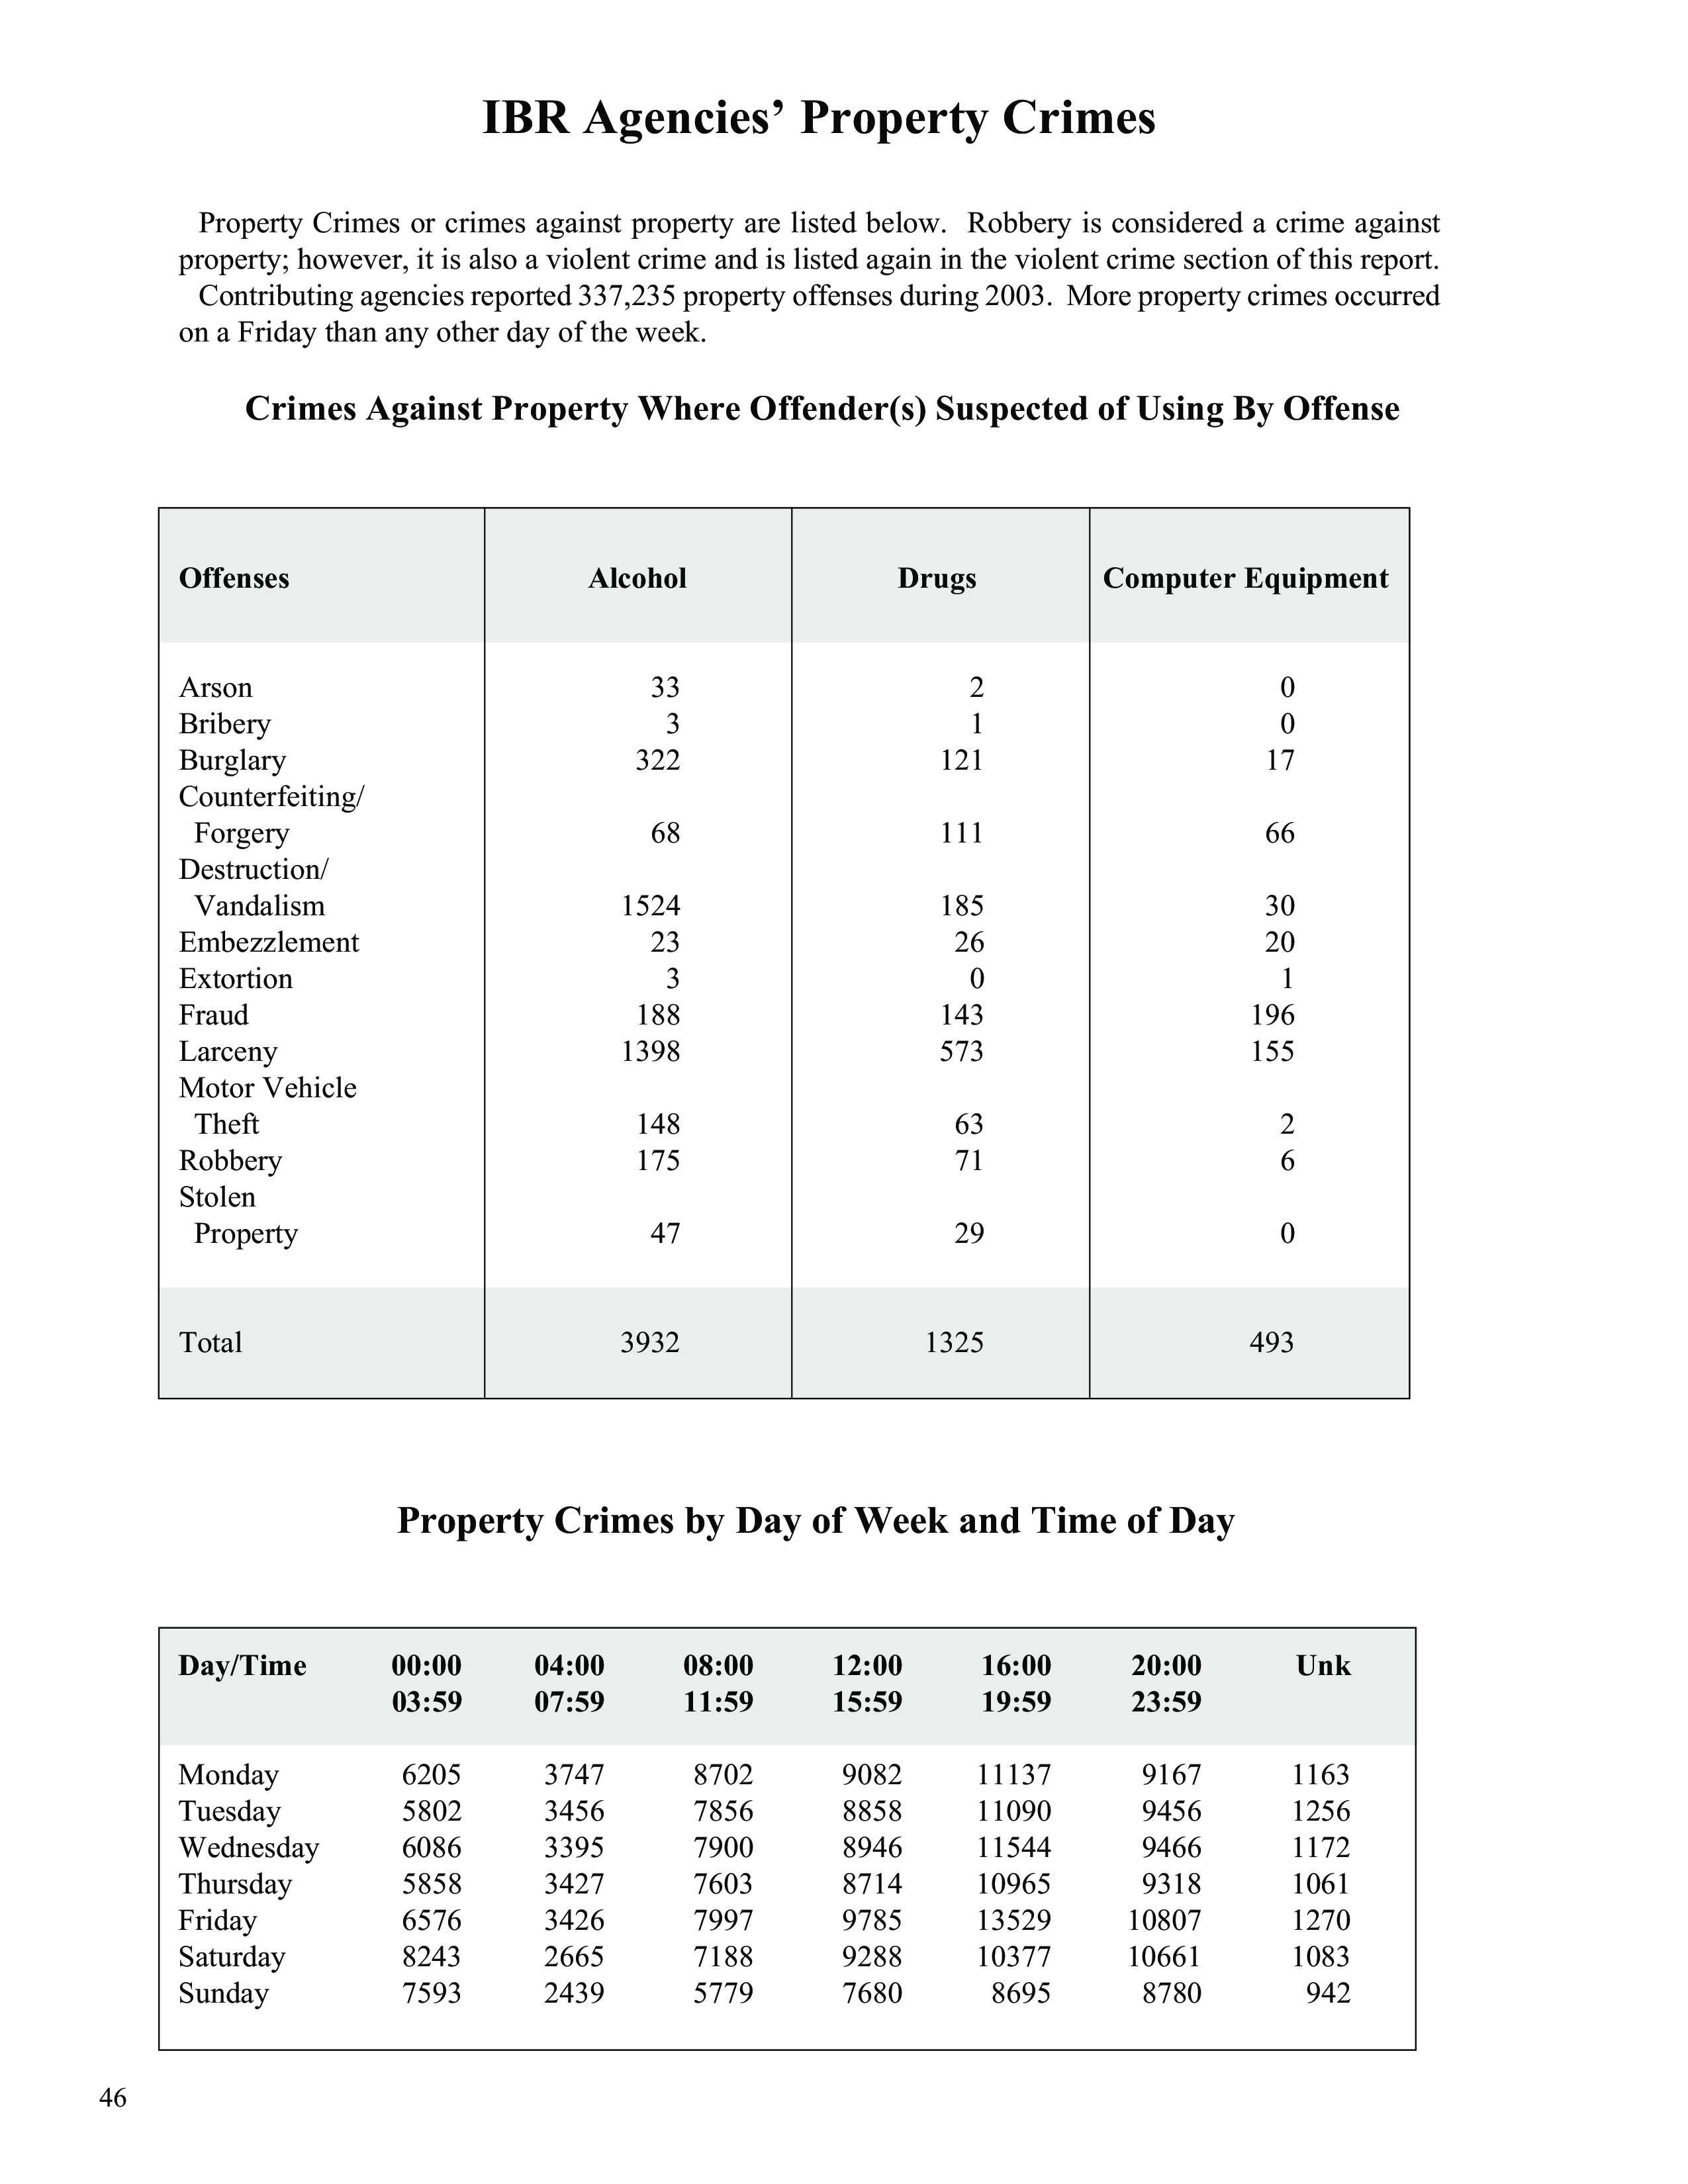 IBR Agencies’ Property Crimes
Property Crimes or crimes against property are listed below. Robbery is considered a crime against
property; however, it is also a violent crime and is listed again in the violent crime section of this report.
Contributing agencies reported 337,235 property offenses during 2003. More property crimes occurred
on a Friday than any other day of the week.
Crimes Against Property Where Offender(s) Suspected of Using By Offense
Offenses Alcohol Drugs Computer Equipment
Arson 33 2 0
Bribery 3 1 0
Burglary 322 121 17
Counterfeiting/
Forgery 68 111 66
Destruction/
Vandalism 1524 185 30
Embezzlement 23 26 20
Extortion 3 0 1
Fraud 188 143 196
Larceny 1398 573 155
Motor Vehicle
Theft 148 63 2
Robbery 175 71 6
Stolen
Property 47 29 0
Total 3932 1325 493
Property Crimes by Day of Week and Time of Day
Day/Time 00:00 04:00 08:00 12:00 16:00 20:00 Unk
03:59 07:59 11:59 15:59 19:59 23:59
Monday 6205 3747 8702 9082 11137 9167 1163
Tuesday 5802 3456 7856 8858 11090 9456 1256
Wednesday 6086 3395 7900 8946 11544 9466 1172
Thursday 5858 3427 7603 8714 10965 9318 1061
Friday 6576 3426 7997 9785 13529 10807 1270
Saturday 8243 2665 7188 9288 10377 10661 1083
Sunday 7593 2439 5779 7680 8695 8780 942
46